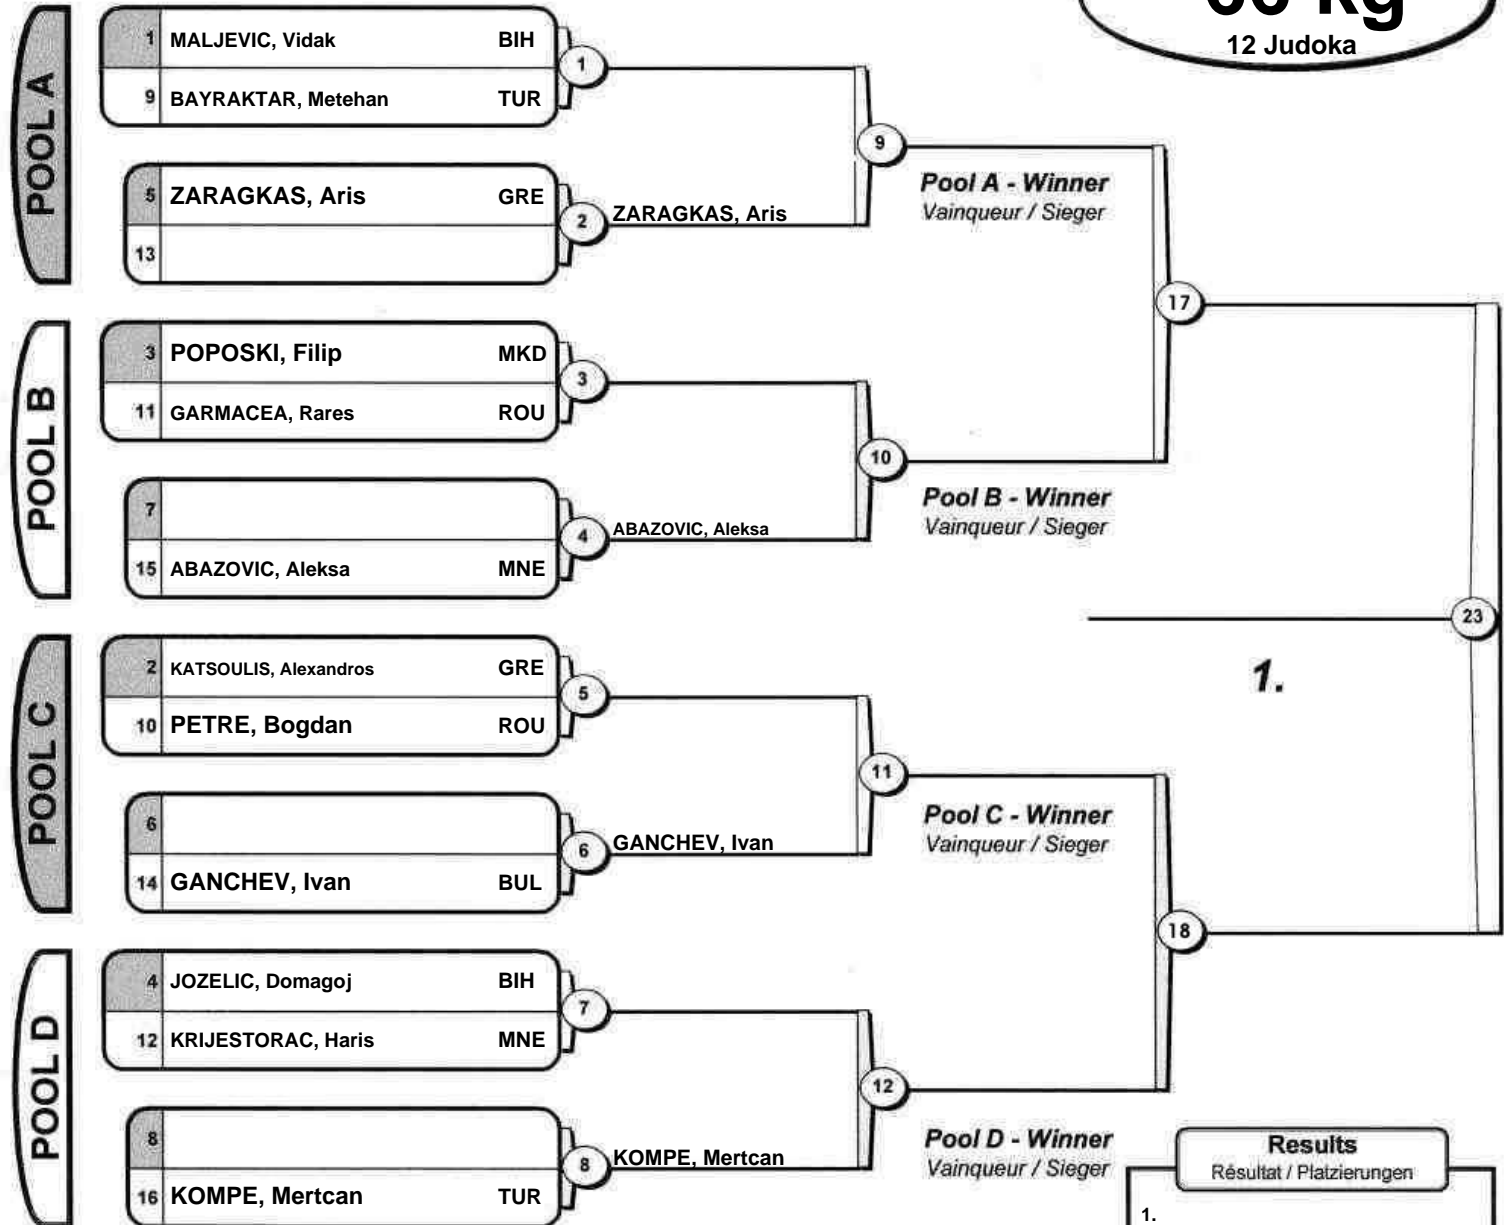 12 Judoka
POOL A
1 MALJEVIC, Vidak BIH
1
9 BAYRAKTAR, Metehan TUR
9
Pool A - Winner
Vainqueur / Sieger
5 ZARAGKAS, Aris GRE
2 ZARAGKAS, Aris
13
17
POOL B
3 POPOSKI, Filip MKD
3
11 GARMACEA, Rares ROU
10
Pool B - Winner
Vainqueur / Sieger
7
4 ABAZOVIC, Aleksa
15 ABAZOVIC, Aleksa MNE
23
1.
POOL C
2 KATSOULIS, Alexandros GRE
5
10 PETRE, Bogdan ROU
11
Pool C - Winner
Vainqueur / Sieger
6
6 GANCHEV, Ivan
14 GANCHEV, Ivan BUL
18
POOL D
4 JOZELIC, Domagoj BIH
7
12 KRIJESTORAC, Haris MNE
12
Pool D - Winner
Vainqueur / Sieger
8
8 KOMPE, Mertcan
16 KOMPE, Mertcan TUR
Results
Résultat / Platzierungen
1.